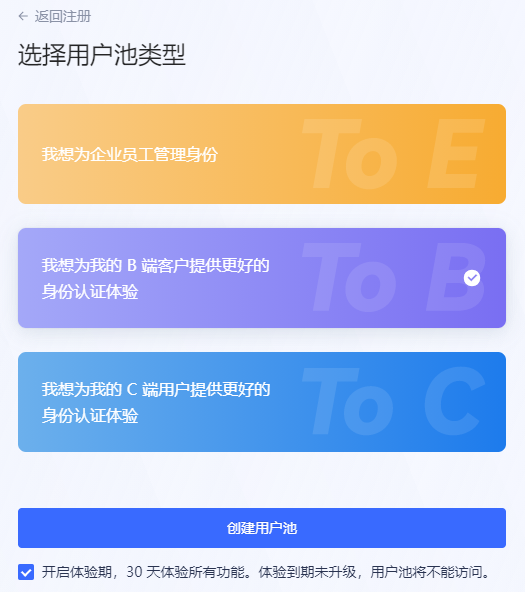 ← 返回注册
选择用户池类型
我想为企业员工管理身份
To E
我想为我的 B 端客户提供更好的
身份认证体验
To B
我想为我的 C 端用户提供更好的
身份认证体验
To C
创建用户池
开启体验期，30 天体验所有功能。体验到期未升级，用户池将不能访问。